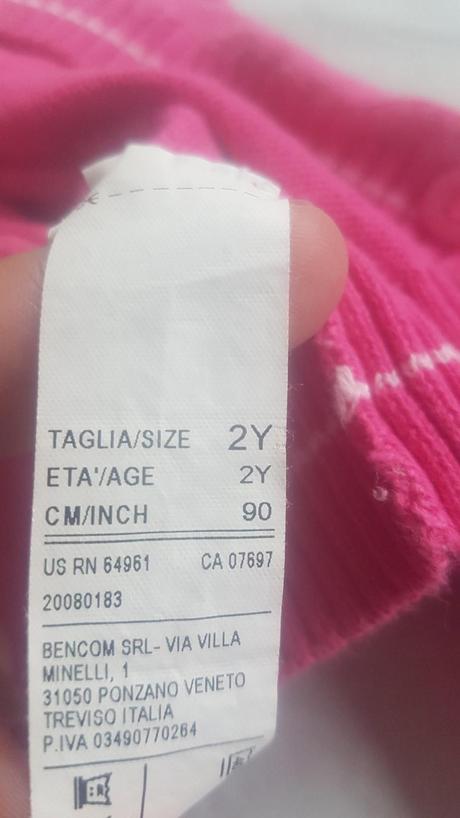 TAGLIA/SIZE 2Y
ETA'/AGE 2Y
CM/INCH 90
US RN 64961 CA 07697
20080183
BENCOM SRL- VIA VILLA
MINELLI, 1
31050 PONZANO VENETO
TREVISO ITALIA
P.IVA 03490770264